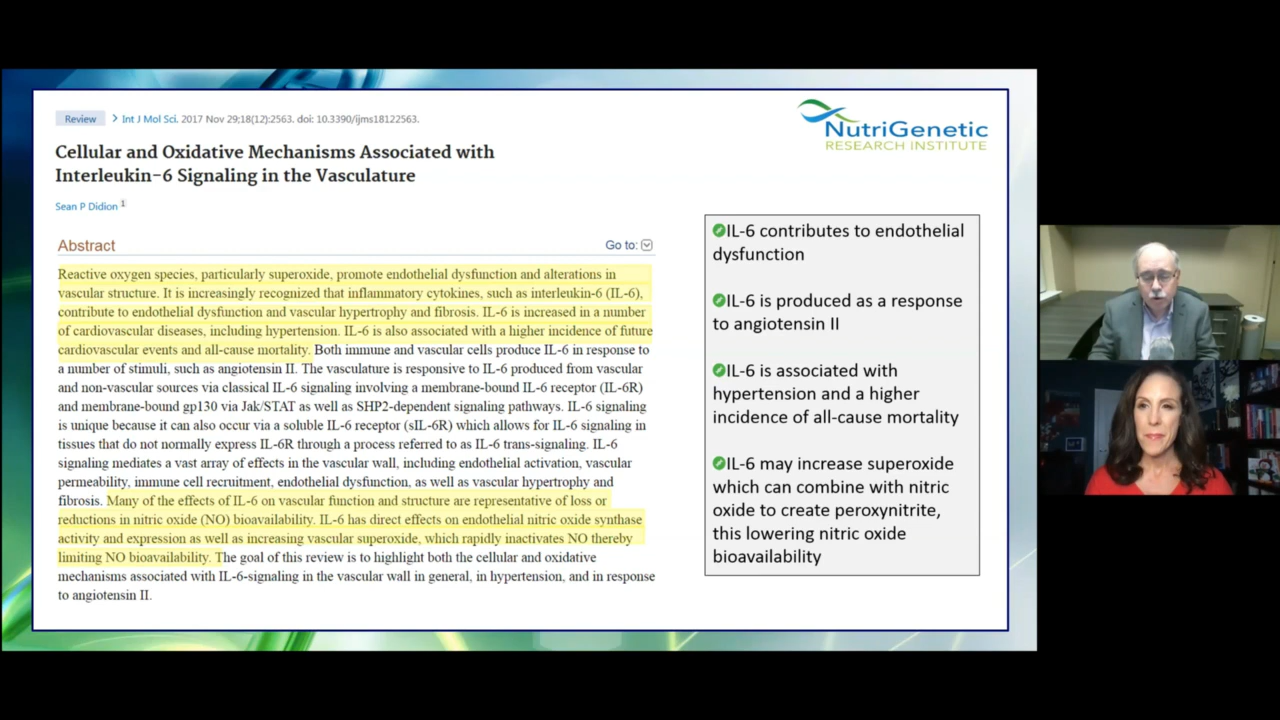 Review
Int J Mol Sci. 2017 Nov 29;18(12):2563. doi: 10.3390/ijms18122563.
Cellular and Oxidative Mechanisms Associated with
Interleukin-6 Signaling in the Vasculature
Sean P Didion 1
Abstract
Go to:
Reactive oxygen species, particularly superoxide, promote endothelial dysfunction and alterations in
vascular structure. It is increasingly recognized that inflammatory cytokines, such as interleukin-6 (IL-6),
contribute to endothelial dysfunction and vascular hypertrophy and fibrosis. IL-6 is increased in a number
of cardiovascular diseases, including hypertension. IL-6 is also associated with a higher incidence of future
cardiovascular events and all-cause mortality. Both immune and vascular cells produce IL-6 in response to
a number of stimuli, such as angiotensin II. The vasculature is responsive to IL-6 produced from vascular
and non-vascular sources via classical IL-6 signaling involving a membrane-bound IL-6 receptor (IL-6R)
and membrane-bound gp130 via Jak/STAT as well as SHP2-dependent signaling pathways. IL-6 signaling
is unique because it can also occur via a soluble IL-6 receptor (sIL-6R) which allows for IL-6 signaling in
tissues that do not normally express IL-6R through a process referred to as IL-6 trans-signaling. IL-6
signaling mediates a vast array of effects in the vascular wall, including endothelial activation, vascular
permeability, immune cell recruitment, endothelial dysfunction, as well as vascular hypertrophy and
fibrosis. Many of the effects of IL-6 on vascular function and structure are representative of loss or
reductions in nitric oxide (NO) bioavailability. IL-6 has direct effects on endothelial nitric oxide synthase
activity and expression as well as increasing vascular superoxide, which rapidly inactivates NO thereby
limiting NO bioavailability. The goal of this review is to highlight both the cellular and oxidative
mechanisms associated with IL-6-signaling in the vascular wall in general, in hypertension, and in response
to angiotensin II.
NutriGenetic
RESEARCH INSTITUTE
IL-6 contributes to endothelial
dysfunction
IL-6 is produced as a response
to angiotensin II
IL-6 is associated with
hypertension and a higher
incidence of all-cause mortality
IL-6 may increase superoxide
which can combine with nitric
oxide to create peroxynitrite,
this lowering nitric oxide
bioavailability